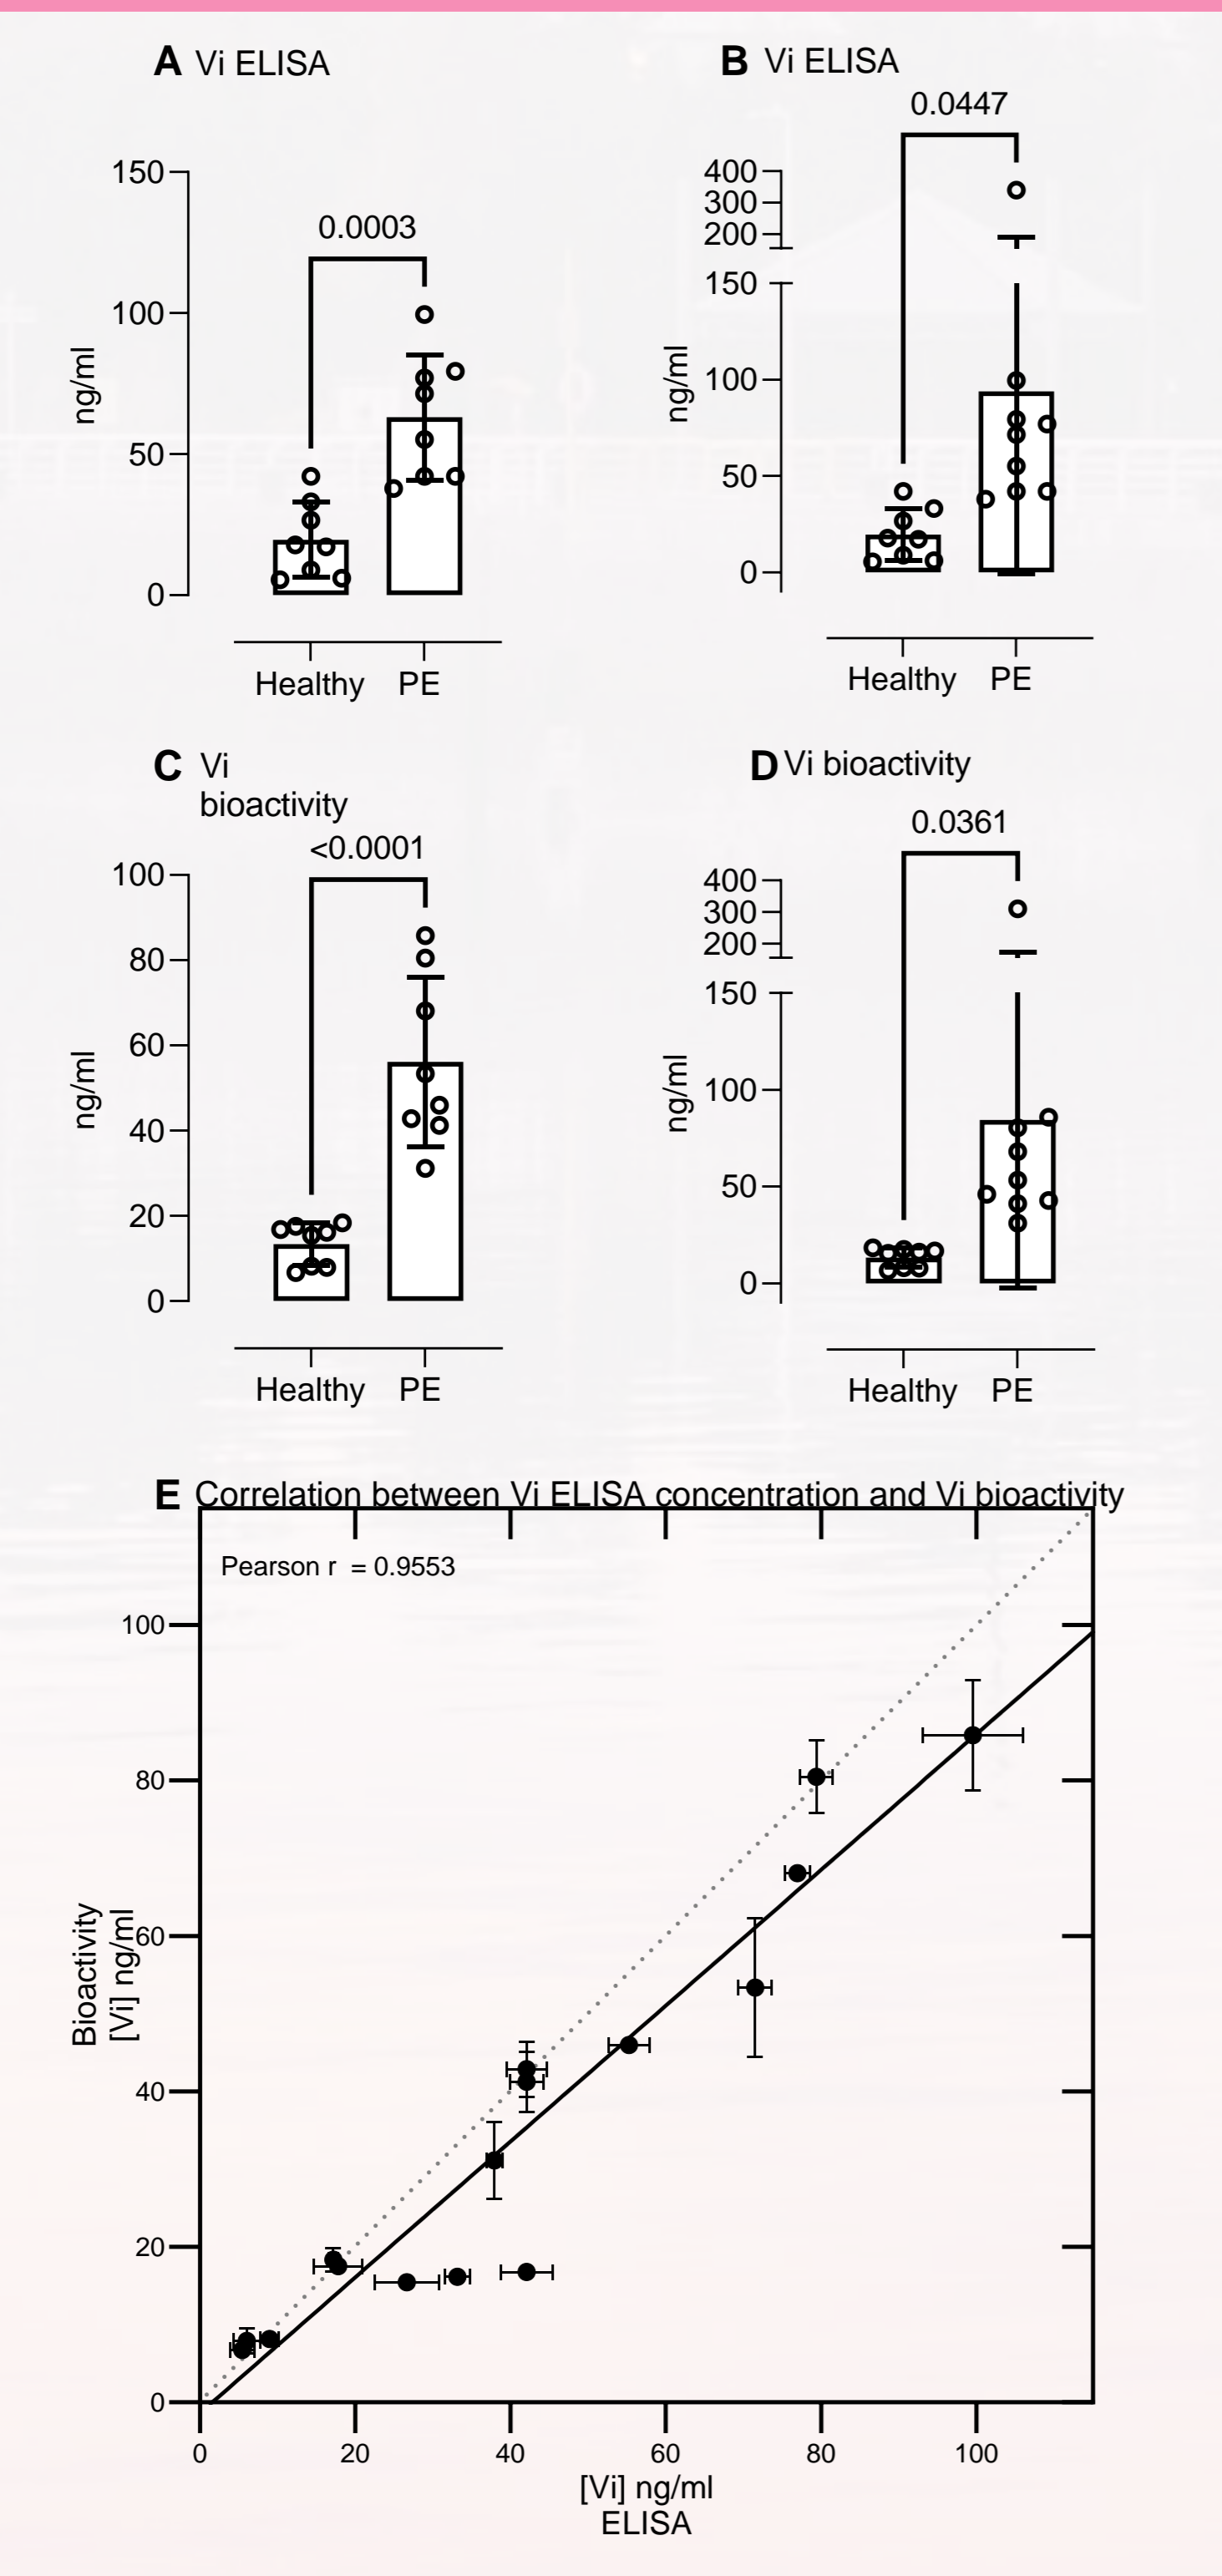 A Vi ELISA
0.0003
150
100
50
0
ng/ml
Healthy PE
B Vi ELISA
0.0447
400
300
200
150
100
50
0
ng/ml
Healthy PE
C Vi
bioactivity
<0.0001
100
80
60
40
20
0
ng/ml
Healthy PE
D Vi bioactivity
0.0361
400
300
200
150
100
50
0
ng/ml
Healthy PE
E Correlation between Vi ELISA concentration and Vi bioactivity
Pearson r = 0.9553
100
80
60
40
20
0
Bioactivity
[Vi] ng/ml
0 20 40 60 80 100
[Vi] ng/ml
ELISA